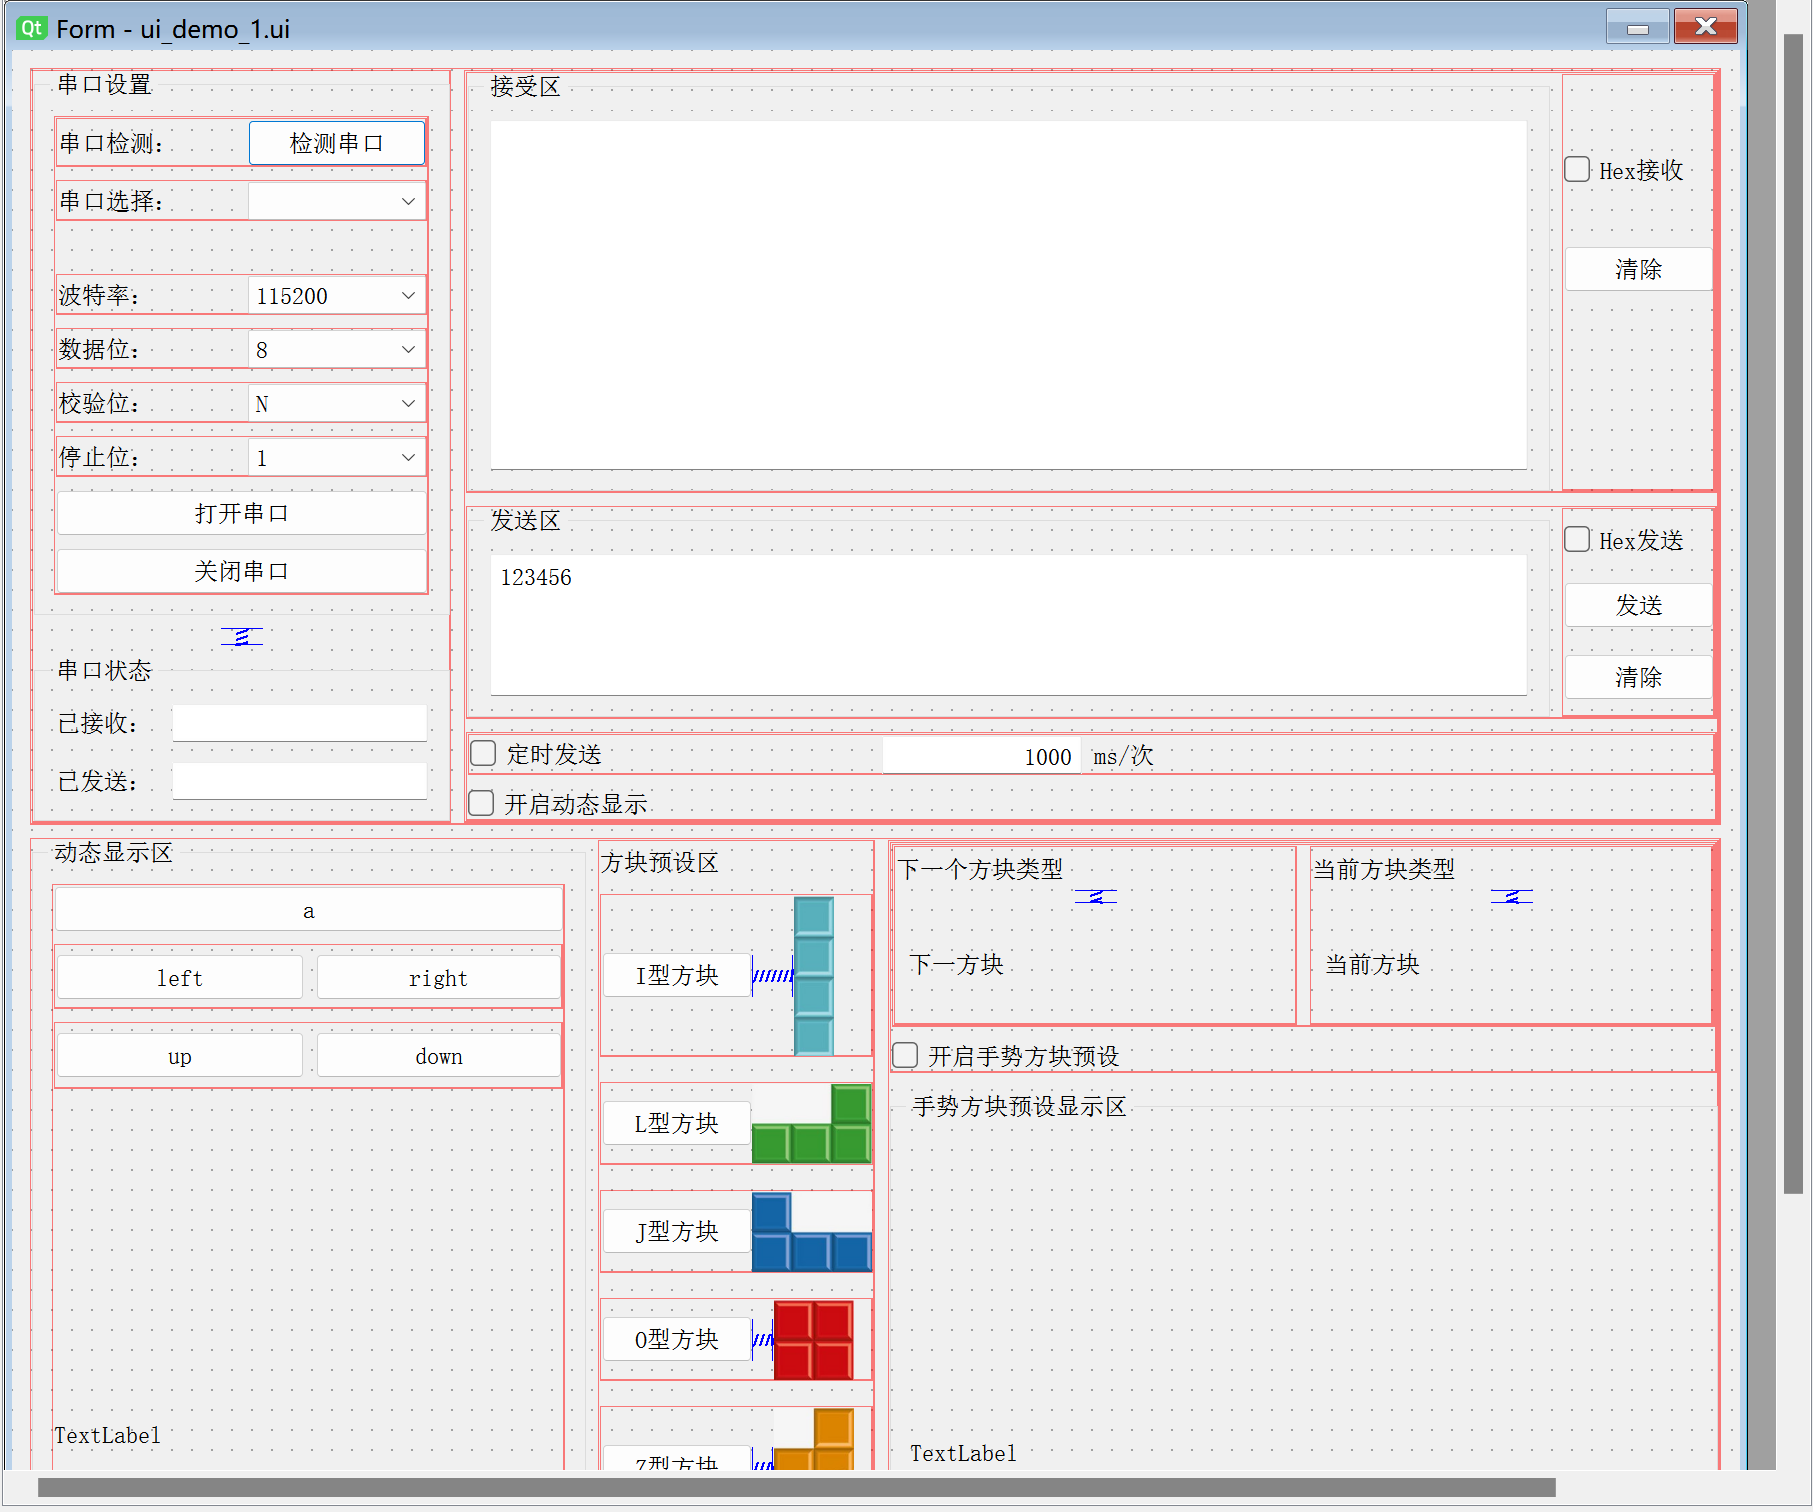 Qt Form - ui_demo_1.ui
串口设置
串口检测： 检测串口
串口选择：
波特率： 115200
数据位： 8
校验位： N
停止位： 1
打开串口
关闭串口
串口状态
已接收：
已发送：
接受区
Hex接收
清除
发送区
123456
Hex发送
发送
清除
定时发送 1000 ms/次
开启动态显示
动态显示区
a
left right
up down
TextLabel
方块预设区
I型方块
L型方块
J型方块
O型方块
Z型方块
下一个方块类型
下一方块
当前方块类型
当前方块
开启手势方块预设
手势方块预设显示区
TextLabel